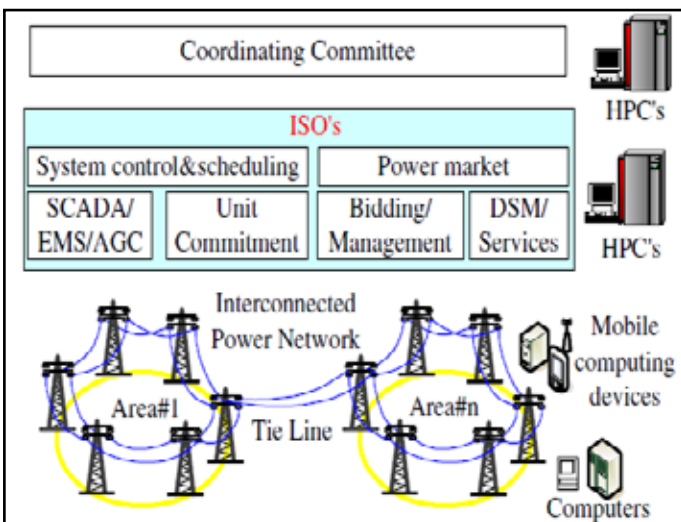 Coordinating Committee
HPC's
ISO's
System control&scheduling
Power market
SCADA/
EMS/AGC
Unit
Commitment
Bidding/
Management
DSM/
Services
HPC's
Interconnected
Power Network
Mobile
computing
devices
Area#1
Area#n
Tie Line
Computers